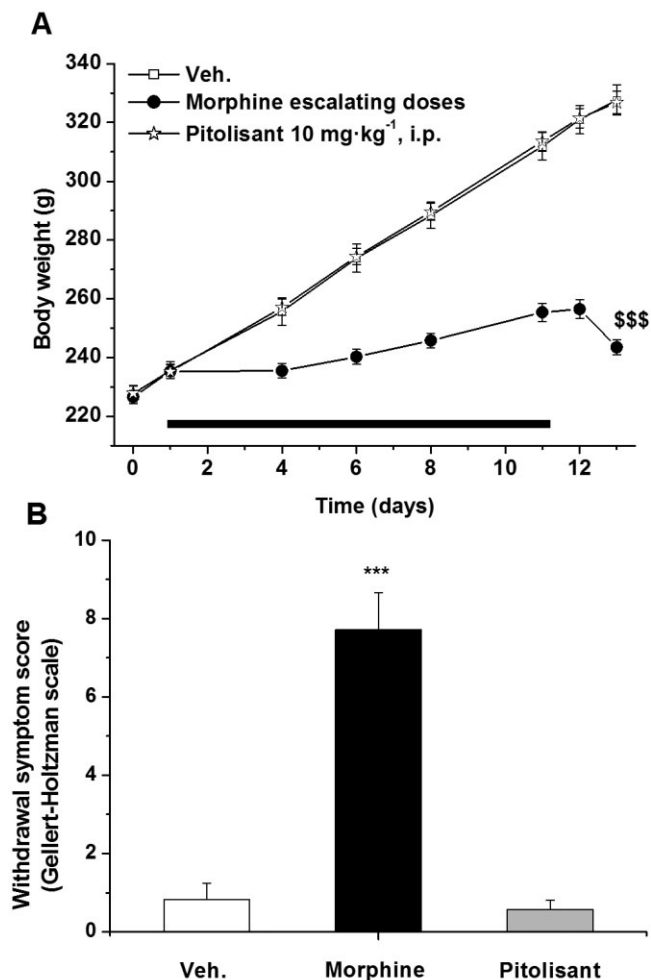 A
340
320
300
280
260
240
220
Body weight (g)
Veh.
Morphine escalating doses
Pitolisant 10 mg·kg⁻¹, i.p.
$$$
0 2 4 6 8 10 12
Time (days)
B
10
8
6
4
2
0
Withdrawal symptom score
(Gellert-Holtzman scale)
***
Veh. Morphine Pitolisant